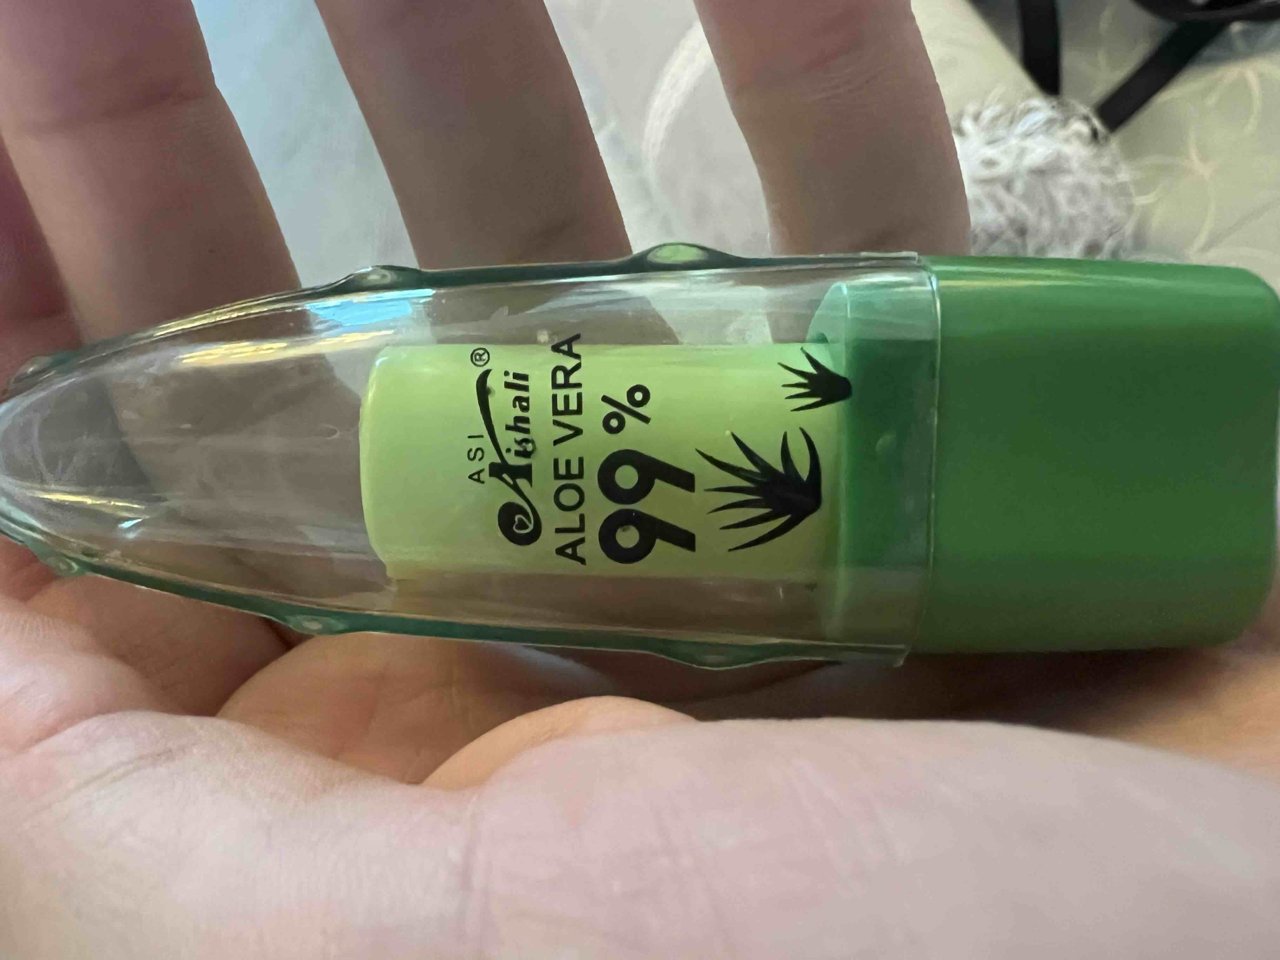 ASI
Aishali®
ALOE VERA
99 %